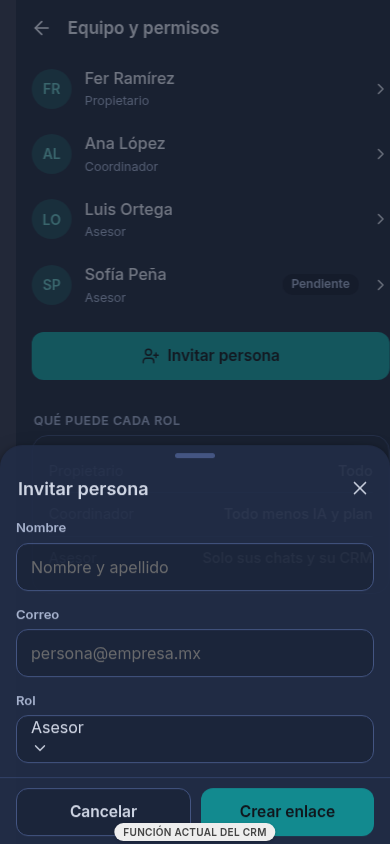 Equipo y permisos
FR
Fer Ramírez
Propietario
AL
Ana López
Coordinador
LO
Luis Ortega
Asesor
SP
Sofía Peña
Asesor
Pendiente
Invitar persona
QUÉ PUEDE CADA ROL
Propietario Todo
Invitar persona
Coordinador Todo menos IA y plan
Nombre
Asesor Solo sus chats y su CRM
Nombre y apellido
Correo
persona@empresa.mx
Rol
Asesor
Cancelar
Crear enlace
FUNCIÓN ACTUAL DEL CRM